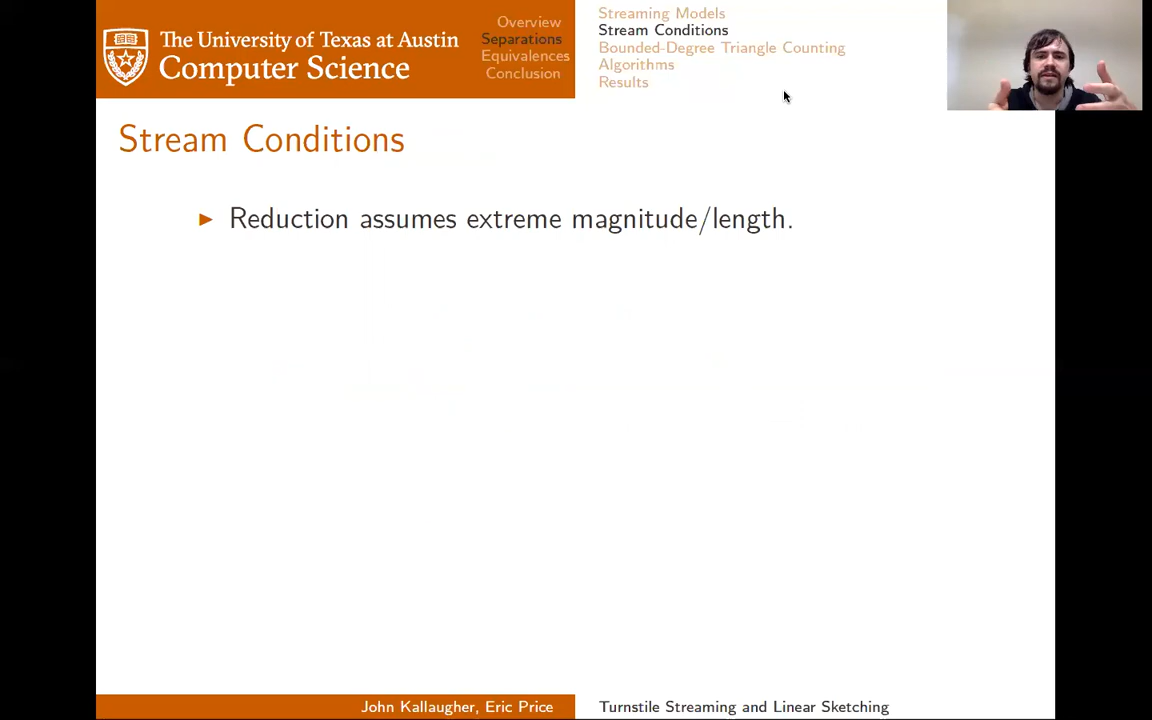 The University of Texas at Austin
Computer Science
Overview
Separations
Equivalences
Conclusion
Streaming Models
Stream Conditions
Bounded-Degree Triangle Counting
Algorithms
Results
Stream Conditions
Reduction assumes extreme magnitude/length.
John Kallaugher, Eric Price
Turnstile Streaming and Linear Sketching